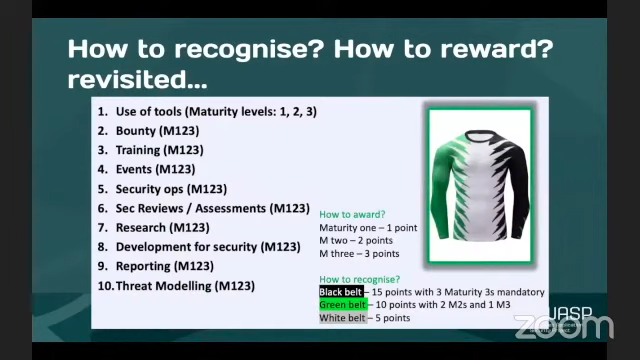 How to recognise? How to reward?
revisited...
1. Use of tools (Maturity levels: 1, 2, 3)
2. Bounty (M123)
3. Training (M123)
4. Events (M123)
5. Security ops (M123)
6. Sec Reviews / Assessments (M123)
7. Research (M123)
8. Development for security (M123)
9. Reporting (M123)
10. Threat Modelling (M123)
How to award?
Maturity one – 1 point
M two – 2 points
M three – 3 points
How to recognise?
Black belt – 15 points with 3 Maturity 3s mandatory
Green belt – 10 points with 2 M2s and 1 M3
White belt – 5 points
zoom